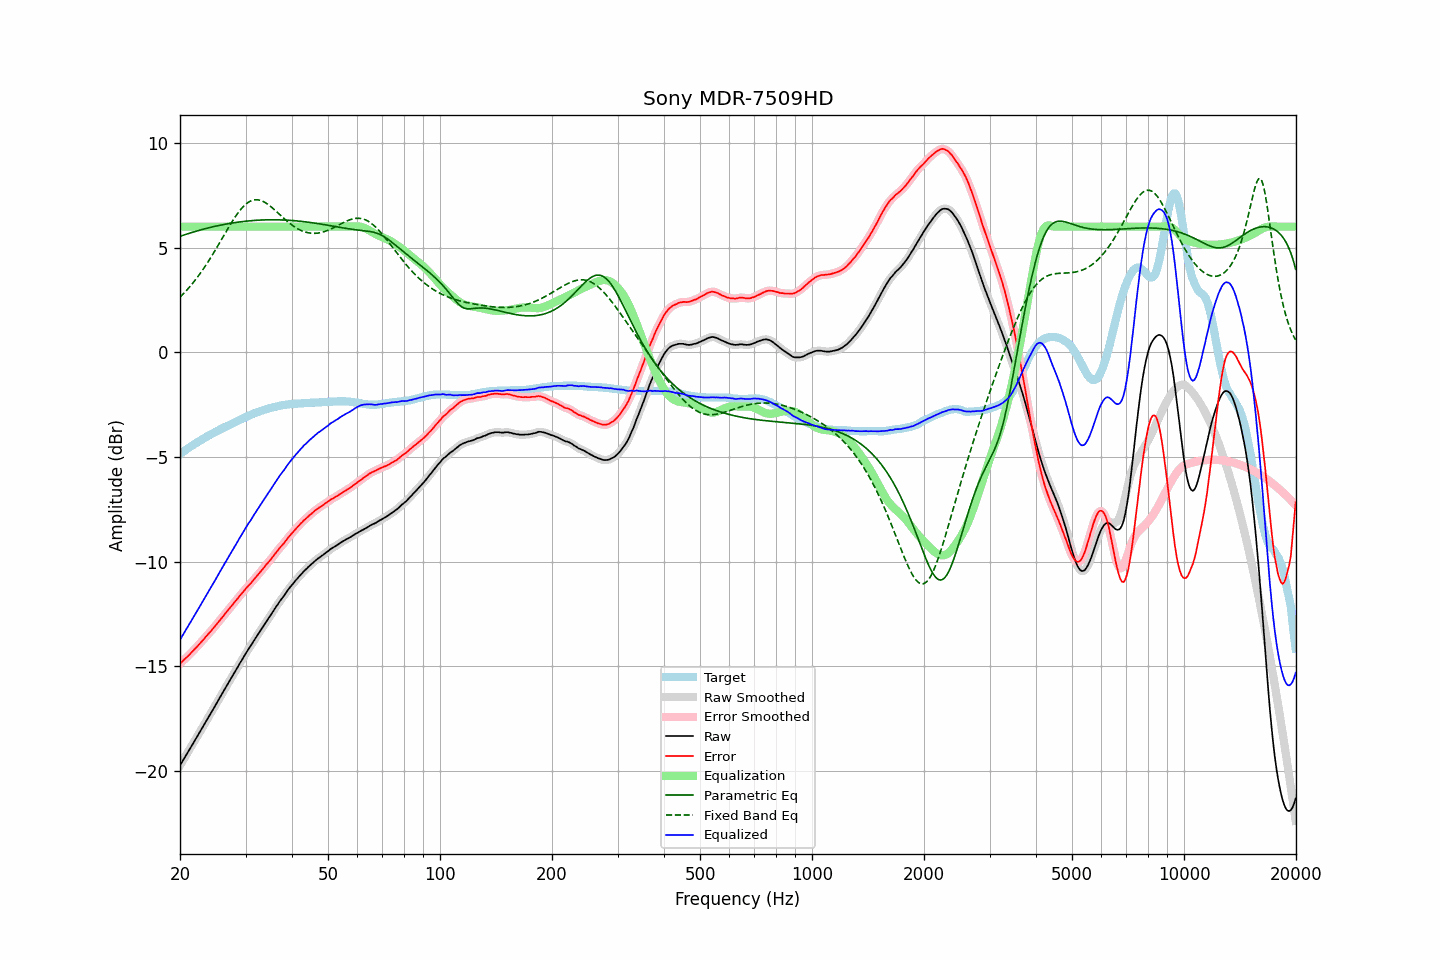 Sony MDR-7509HD
10
5
0
−5
−10
−15
−20
Amplitude (dBr)
Target
Raw Smoothed
Error Smoothed
Raw
Error
Equalization
Parametric Eq
Fixed Band Eq
Equalized
20 50 100 200 500 1000 2000 5000 10000 20000
Frequency (Hz)